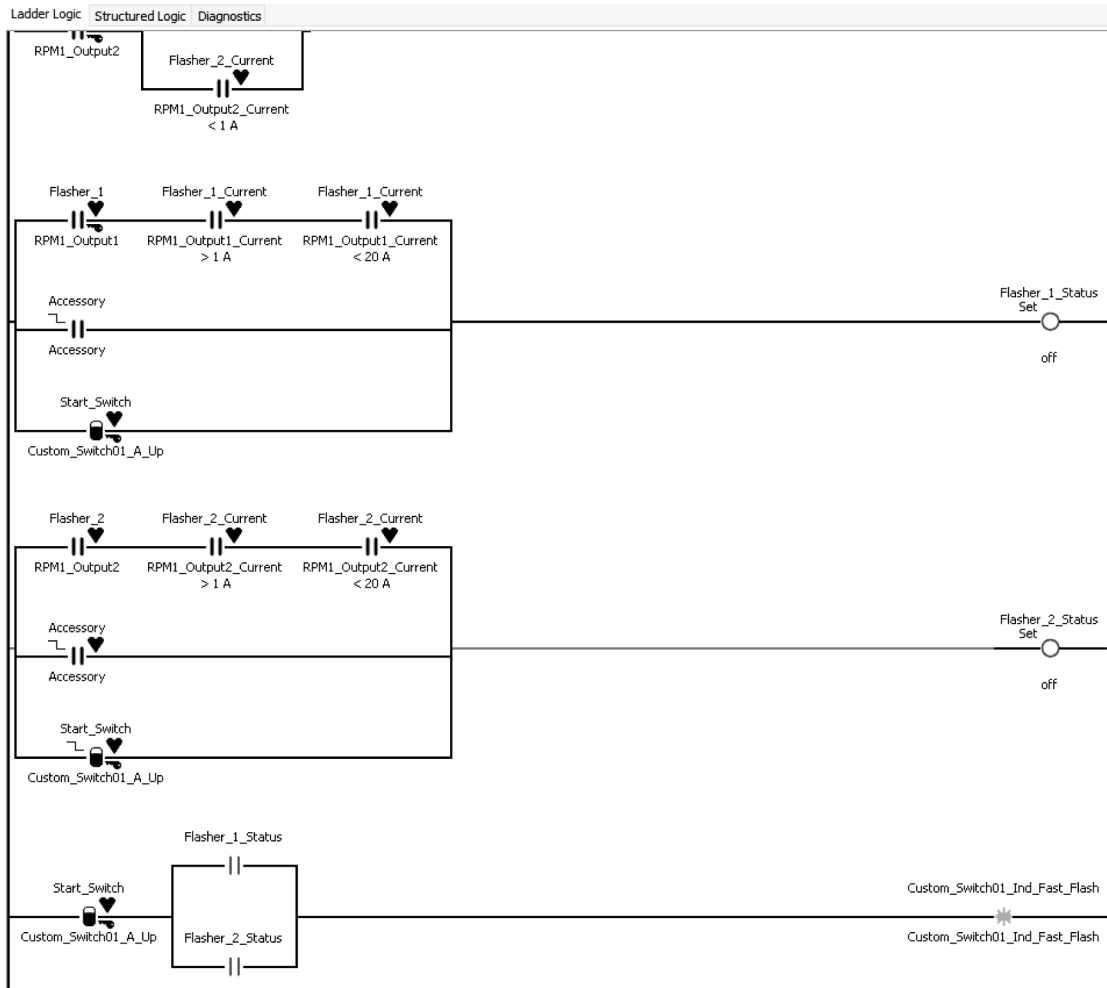 Ladder Logic Structured Logic Diagnostics
RPM1_Output2
Flasher_2_Current
RPM1_Output2_Current
< 1 A
Flasher_1 Flasher_1_Current Flasher_1_Current
RPM1_Output1 RPM1_Output1_Current RPM1_Output1_Current
> 1 A < 20 A
Accessory
Accessory
Start_Switch
Custom_Switch01_A_Up
Flasher_1_Status
Set
off
Flasher_2 Flasher_2_Current Flasher_2_Current
RPM1_Output2 RPM1_Output2_Current RPM1_Output2_Current
> 1 A < 20 A
Accessory
Accessory
Start_Switch
Custom_Switch01_A_Up
Flasher_2_Status
Set
off
Flasher_1_Status
Start_Switch
Custom_Switch01_A_Up
Flasher_2_Status
Custom_Switch01_Ind_Fast_Flash
Custom_Switch01_Ind_Fast_Flash